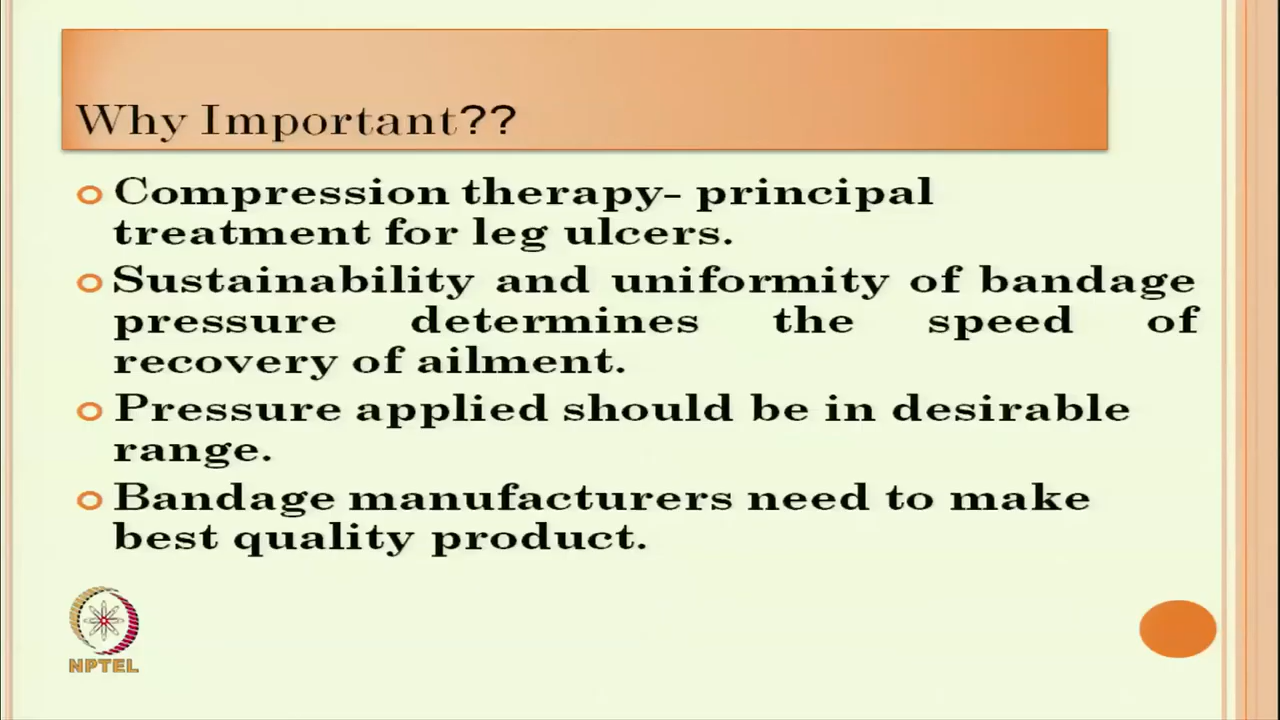 Why Important??
Compression therapy- principal
treatment for leg ulcers.
Sustainability and uniformity of bandage
pressure determines the speed of
recovery of ailment.
Pressure applied should be in desirable
range.
Bandage manufacturers need to make
best quality product.
NPTEL